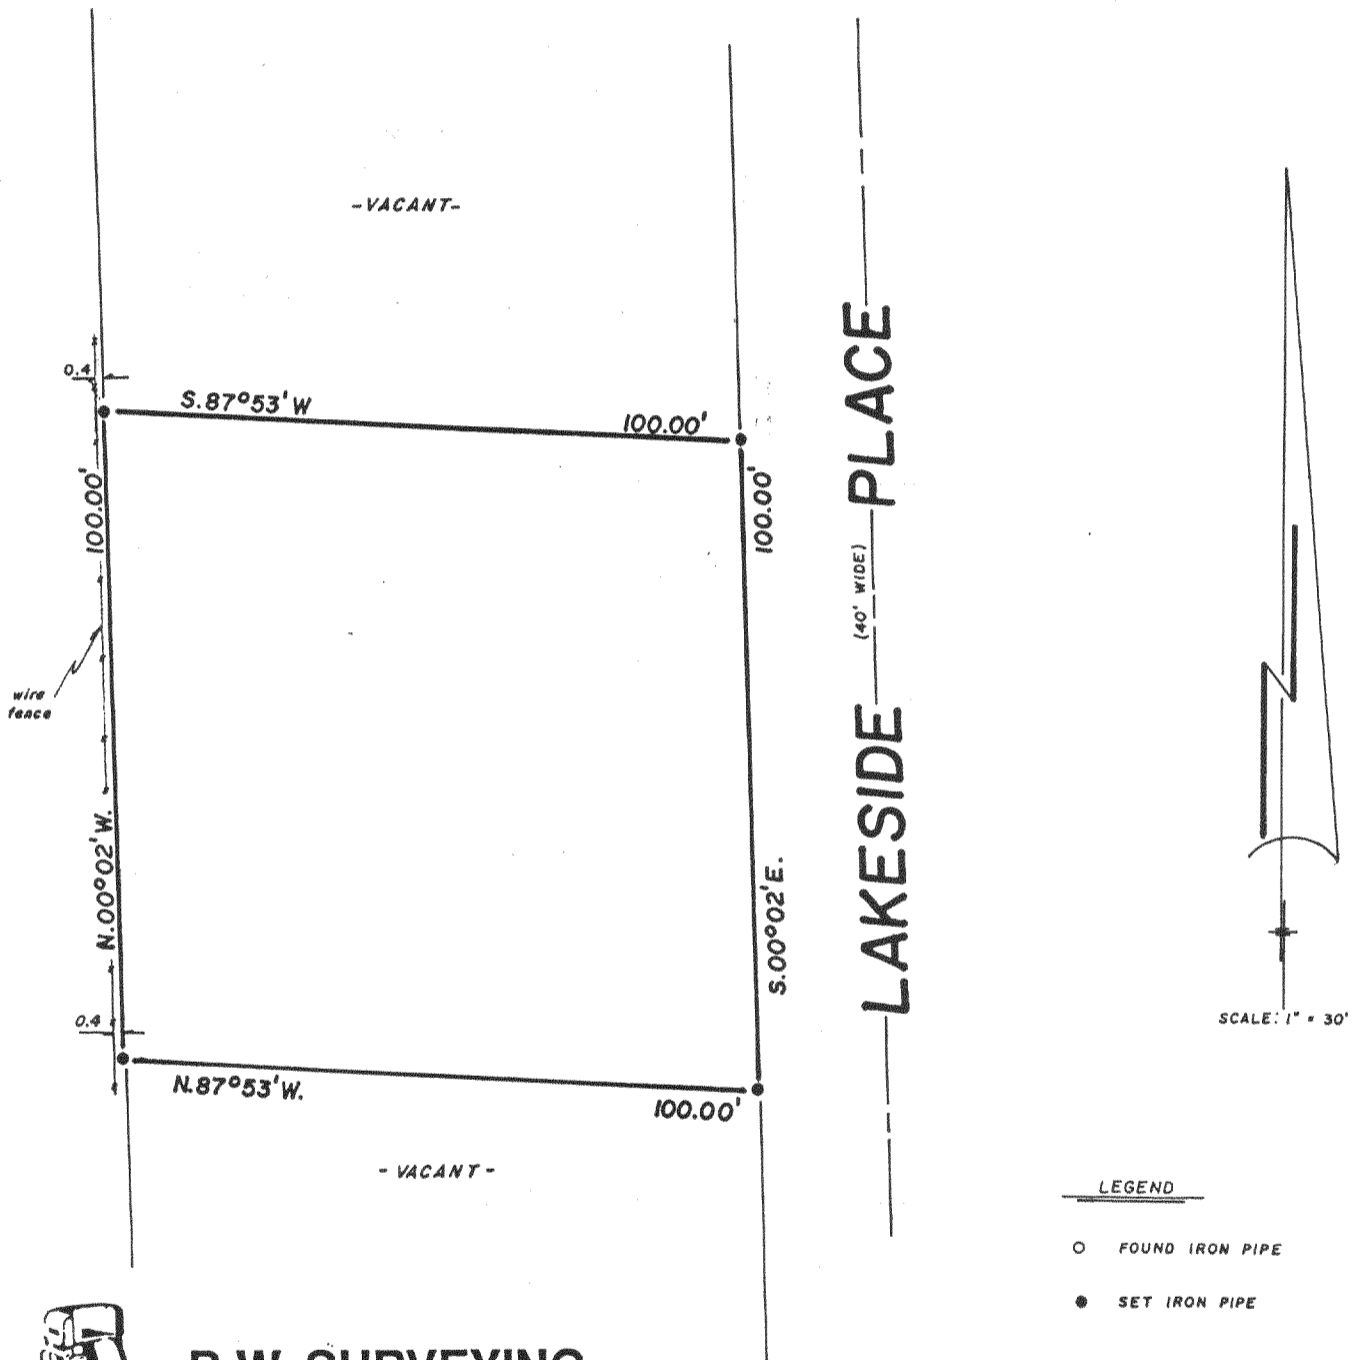 -VACANT-
0.4
S.87°53'W
100.00'
100.00'
100.00'
PLACE
(40' WIDE)
LAKESIDE
wire
fence
N.00°02'W.
S.00°02'E.
0.4
N.87°53'W.
100.00'
- VACANT -
SCALE: 1" = 30'
LEGEND
FOUND IRON PIPE
SET IRON PIPE
SURVEYING